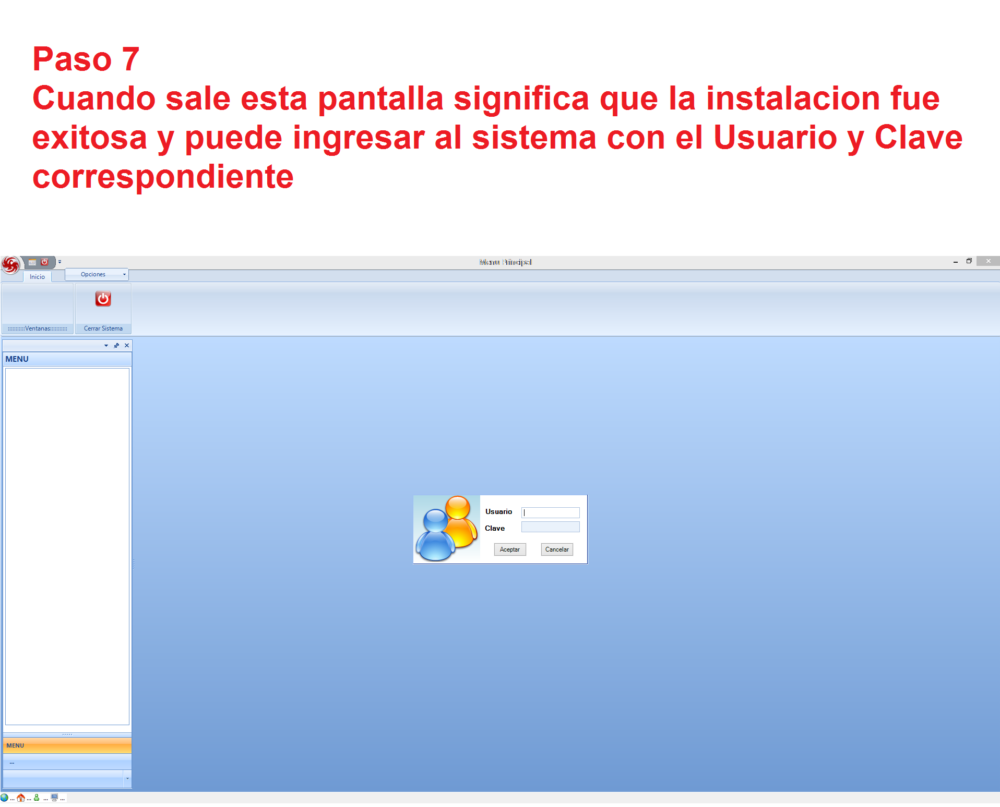 Paso 7
Cuando sale esta pantalla significa que la instalacion fue
exitosa y puede ingresar al sistema con el Usuario y Clave
correspondiente
Menu Principal
Inicio
Opciones
:::::::::::Ventanas:::::::::::
Cerrar Sistema
MENU
Usuario
Clave
Aceptar
Cancelar
MENU
...
... ... ... ...